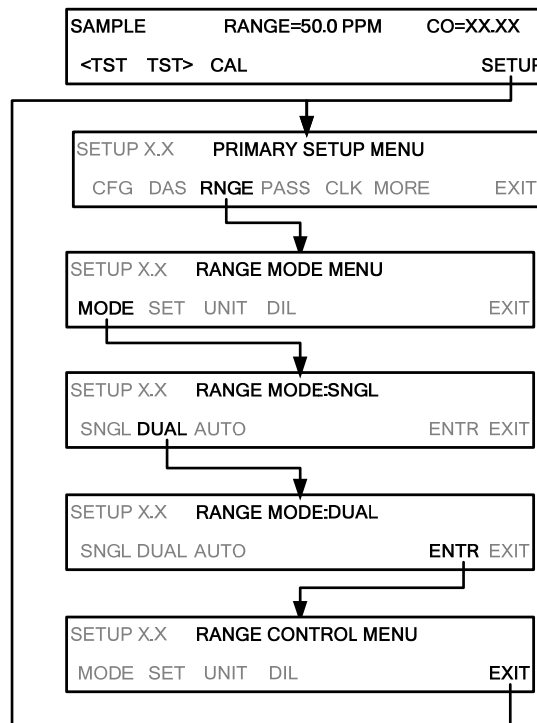 SAMPLE RANGE=50.0 PPM CO=XX.XX
<TST TST> CAL SETUP
SETUP X.X PRIMARY SETUP MENU
CFG DAS RNGE PASS CLK MORE EXIT
SETUP X.X RANGE MODE MENU
MODE SET UNIT DIL EXIT
SETUP X.X RANGE MODE:SNGL
SNGL DUAL AUTO ENTR EXIT
SETUP X.X RANGE MODE:DUAL
SNGL DUAL AUTO ENTR EXIT
SETUP X.X RANGE CONTROL MENU
MODE SET UNIT DIL EXIT